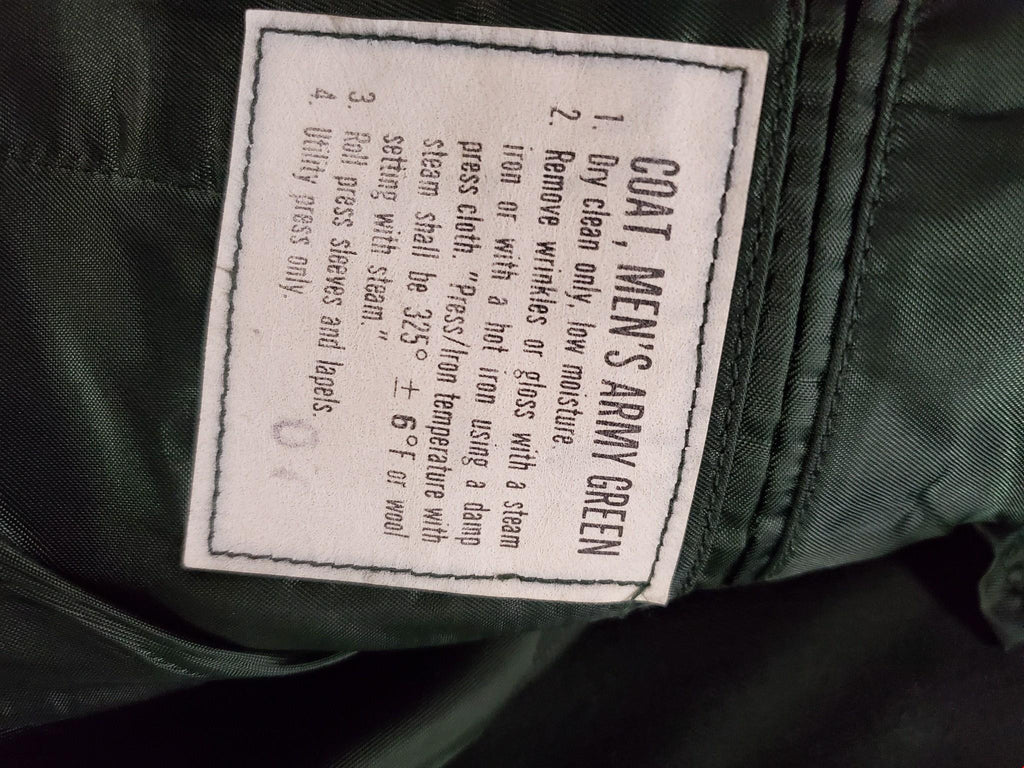 COAT, MEN'S ARMY GREEN
1. Dry clean only, low moisture.
2. Remove wrinkles or gloss with a steam
iron or with a hot iron using a damp
press cloth. "Press/Iron temperature with
steam shall be 325° ± 6°F or wool
setting with steam."
3. Roll press sleeves and lapels.
4. Utility press only.